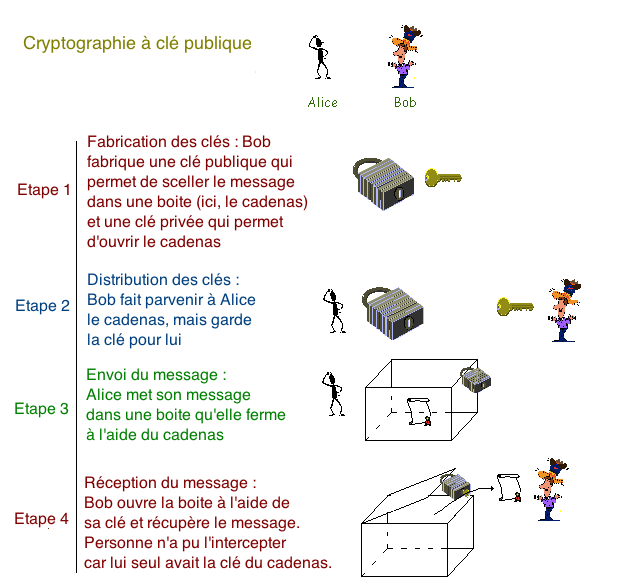 Cryptographie à clé publique
Alice
Bob
Etape 1
Fabrication des clés : Bob
fabrique une clé publique qui
permet de sceller le message
dans une boite (ici, le cadenas)
et une clé privée qui permet
d'ouvrir le cadenas
Etape 2
Distribution des clés :
Bob fait parvenir à Alice
le cadenas, mais garde
la clé pour lui
Etape 3
Envoi du message :
Alice met son message
dans une boite qu'elle ferme
à l'aide du cadenas
Etape 4
Réception du message :
Bob ouvre la boite à l'aide de
sa clé et récupère le message.
Personne n'a pu l'intercepter
car lui seul avait la clé du cadenas.